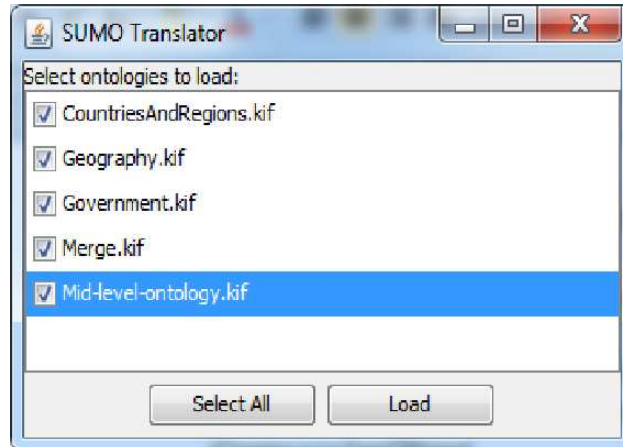 SUMO Translator
Select ontologies to load:
CountriesAndRegions.kif
Geography.kif
Government.kif
Merge.kif
Mid-level-ontology.kif
Select All Load